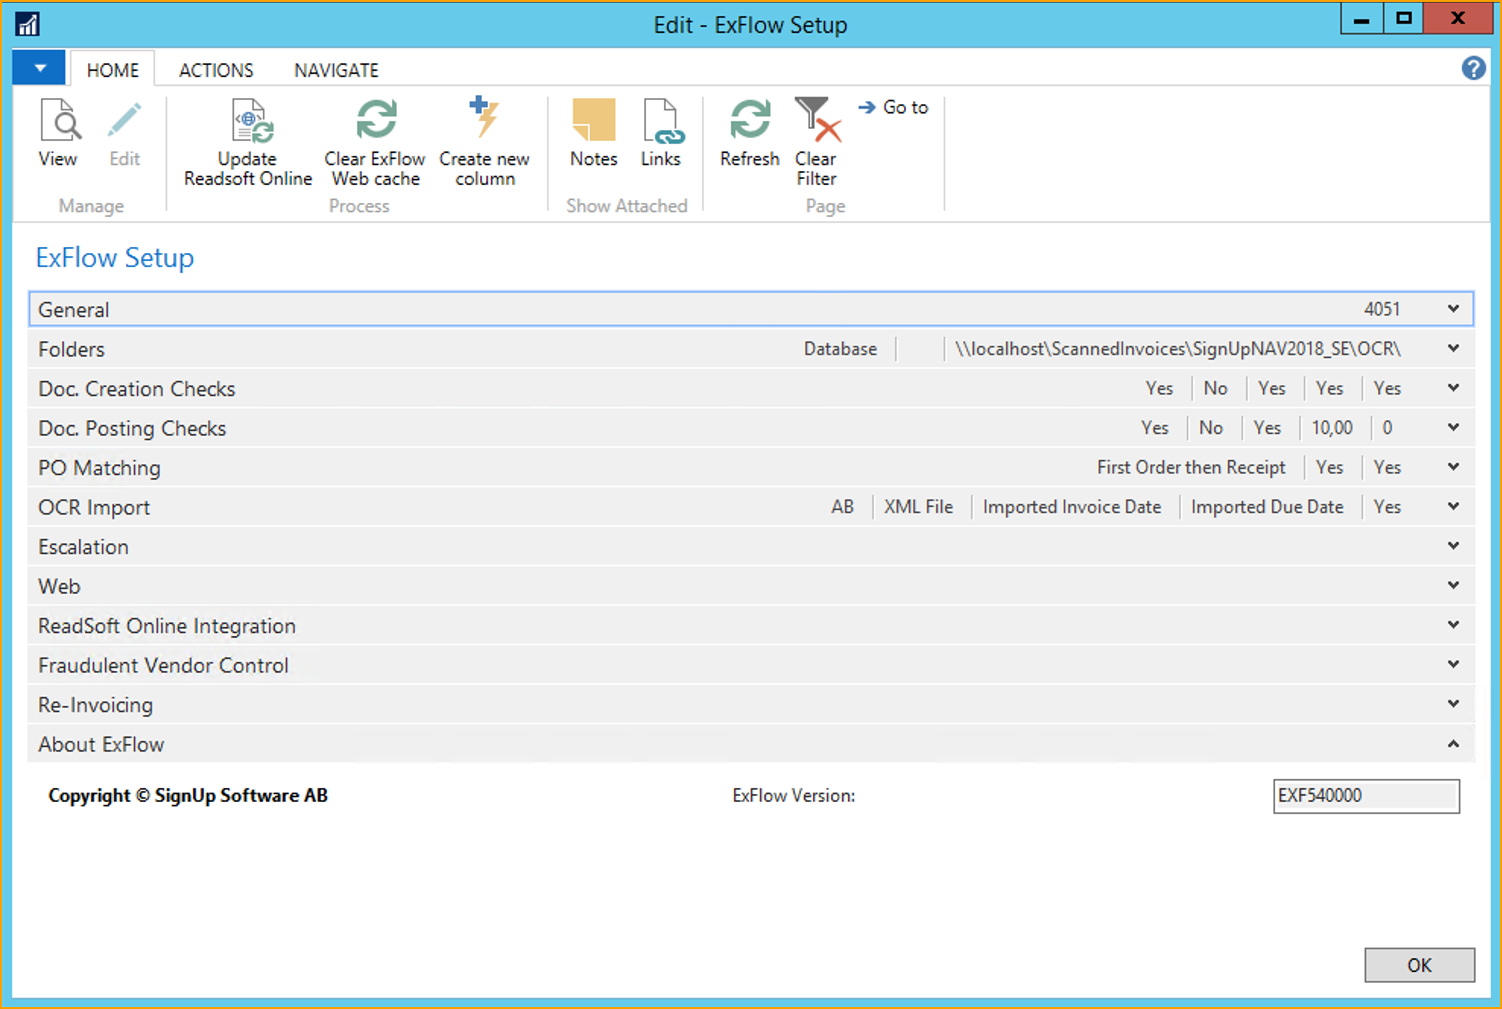 Edit - ExFlow Setup
HOME ACTIONS NAVIGATE ?
View Edit Update Readsoft Online Clear ExFlow Web cache Create new column Notes Links Refresh Clear Filter Go to
Manage Process Show Attached Page
ExFlow Setup
General 4051
Folders Database \\localhost\ScannedInvoices\SignUpNAV2018_SE\OCR\
Doc. Creation Checks Yes No Yes Yes Yes
Doc. Posting Checks Yes No Yes 10,00 0
PO Matching First Order then Receipt Yes Yes
OCR Import AB XML File Imported Invoice Date Imported Due Date Yes
Escalation
Web
ReadSoft Online Integration
Fraudulent Vendor Control
Re-Invoicing
About ExFlow
Copyright © SignUp Software AB ExFlow Version: EXF540000
OK